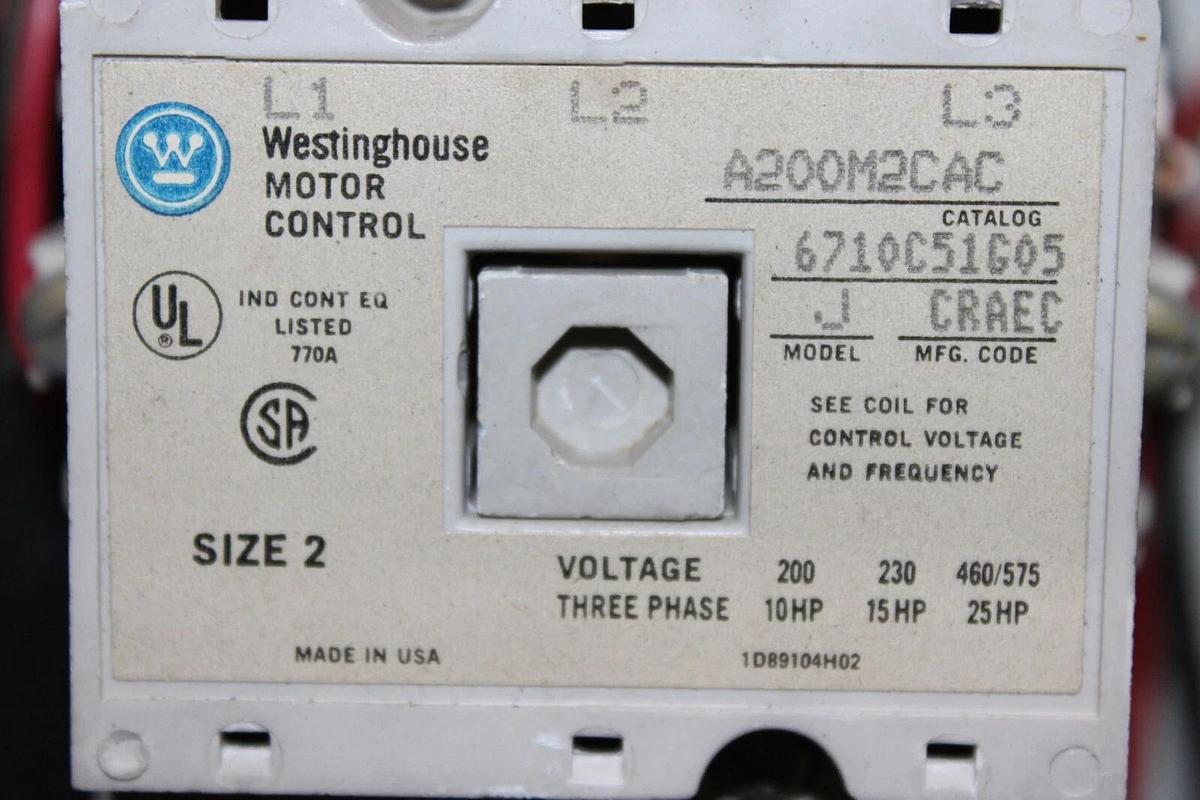 L1 L2 L3
Westinghouse
MOTOR
CONTROL
A200M2CAC
CATALOG
6710C51G05
J CRAEC
MODEL MFG. CODE
UL
®
IND CONT EQ
LISTED
770A
SA
SEE COIL FOR
CONTROL VOLTAGE
AND FREQUENCY
SIZE 2
VOLTAGE 200 230 460/575
THREE PHASE 10HP 15HP 25HP
MADE IN USA
1D89104H02